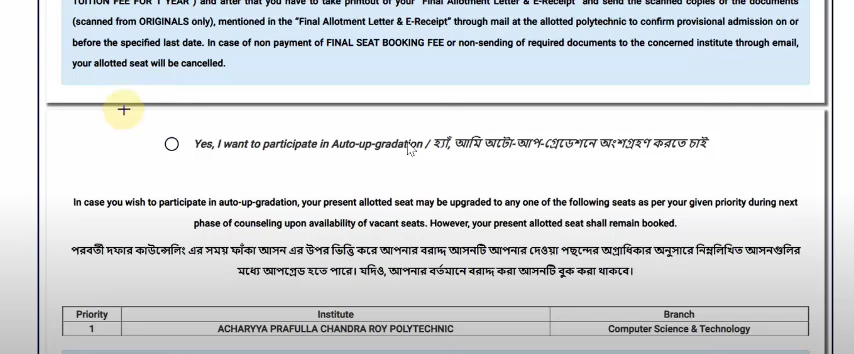 TUITION FEE FOR 1 YEAR ) and after that you have to take printout of your "Final Allotment Letter & E-Receipt" and send the scanned copies of the documents
(scanned from ORIGINALS only), mentioned in the "Final Allotment Letter & E-Receipt" through mail at the allotted polytechnic to confirm provisional admission on or
before the specified last date. In case of non payment of FINAL SEAT BOOKING FEE or non-sending of required documents to the concerned institute through email,
your allotted seat will be cancelled.
Yes, I want to participate in Auto-up-gradation / হ্যাঁ, আমি অটো-আপ-গ্রেডেশনে অংশগ্রহণ করতে চাই
In case you wish to participate in auto-up-gradation, your present allotted seat may be upgraded to any one of the following seats as per your given priority during next
phase of counseling upon availability of vacant seats. However, your present allotted seat shall remain booked.
পরবর্তী দফার কাউন্সেলিং এর সময় ফাঁকা আসন এর উপর ভিত্তি করে আপনার বরাদ্দ আসনটি আপনার দেওয়া পছন্দের অগ্রাধিকার অনুসারে নিম্নলিখিত আসনগুলির
মধ্যে আপগ্রেড হতে পারে। যদিও, আপনার বর্তমানে বরাদ্দ করা আসনটি বুক করা থাকবে।
Priority Institute Branch
1 ACHARYYA PRAFULLA CHANDRA ROY POLYTECHNIC Computer Science & Technology